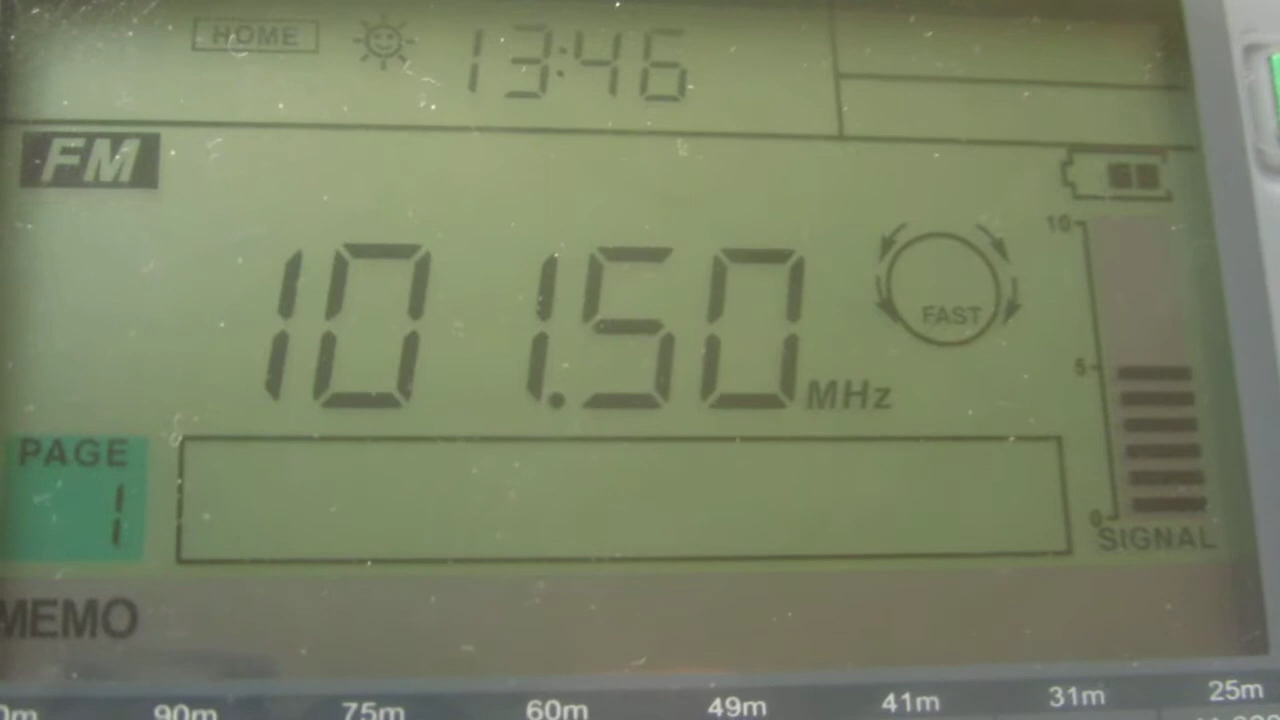 HOME 13:46
FM
10
101.50 MHz
FAST
5
PAGE
1
0
SIGNAL
MEMO
90m 75m 60m 49m 41m 31m 25m